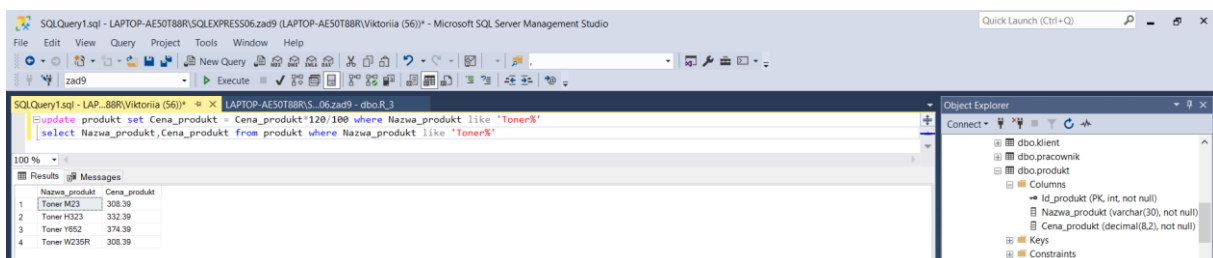 SQLQuery1.sql - LAPTOP-AE50T88R\SQLEXPRESS06.zad9 (LAPTOP-AE50T88R\Viktoriia (56))* - Microsoft SQL Server Management Studio
Quick Launch (Ctrl+Q)
File Edit View Query Project Tools Window Help
New Query
zad9
Execute
SQLQuery1.sql - LAP...88R\Viktoriia (56))*
LAPTOP-AE50T88R\S...06.zad9 - dbo.R_3
update produkt set Cena_produkt = Cena_produkt*120/100 where Nazwa_produkt like 'Toner%'
select Nazwa_produkt,Cena_produkt from produkt where Nazwa_produkt like 'Toner%'
100 %
Results Messages
Nazwa_produkt Cena_produkt
1 Toner M23 308.39
2 Toner H323 332.39
3 Toner Y652 374.39
4 Toner W235R 308.39
Object Explorer
Connect
dbo.klient
dbo.pracownik
dbo.produkt
Columns
Id_produkt (PK, int, not null)
Nazwa_produkt (varchar(30), not null)
Cena_produkt (decimal(8,2), not null)
Keys
Constraints